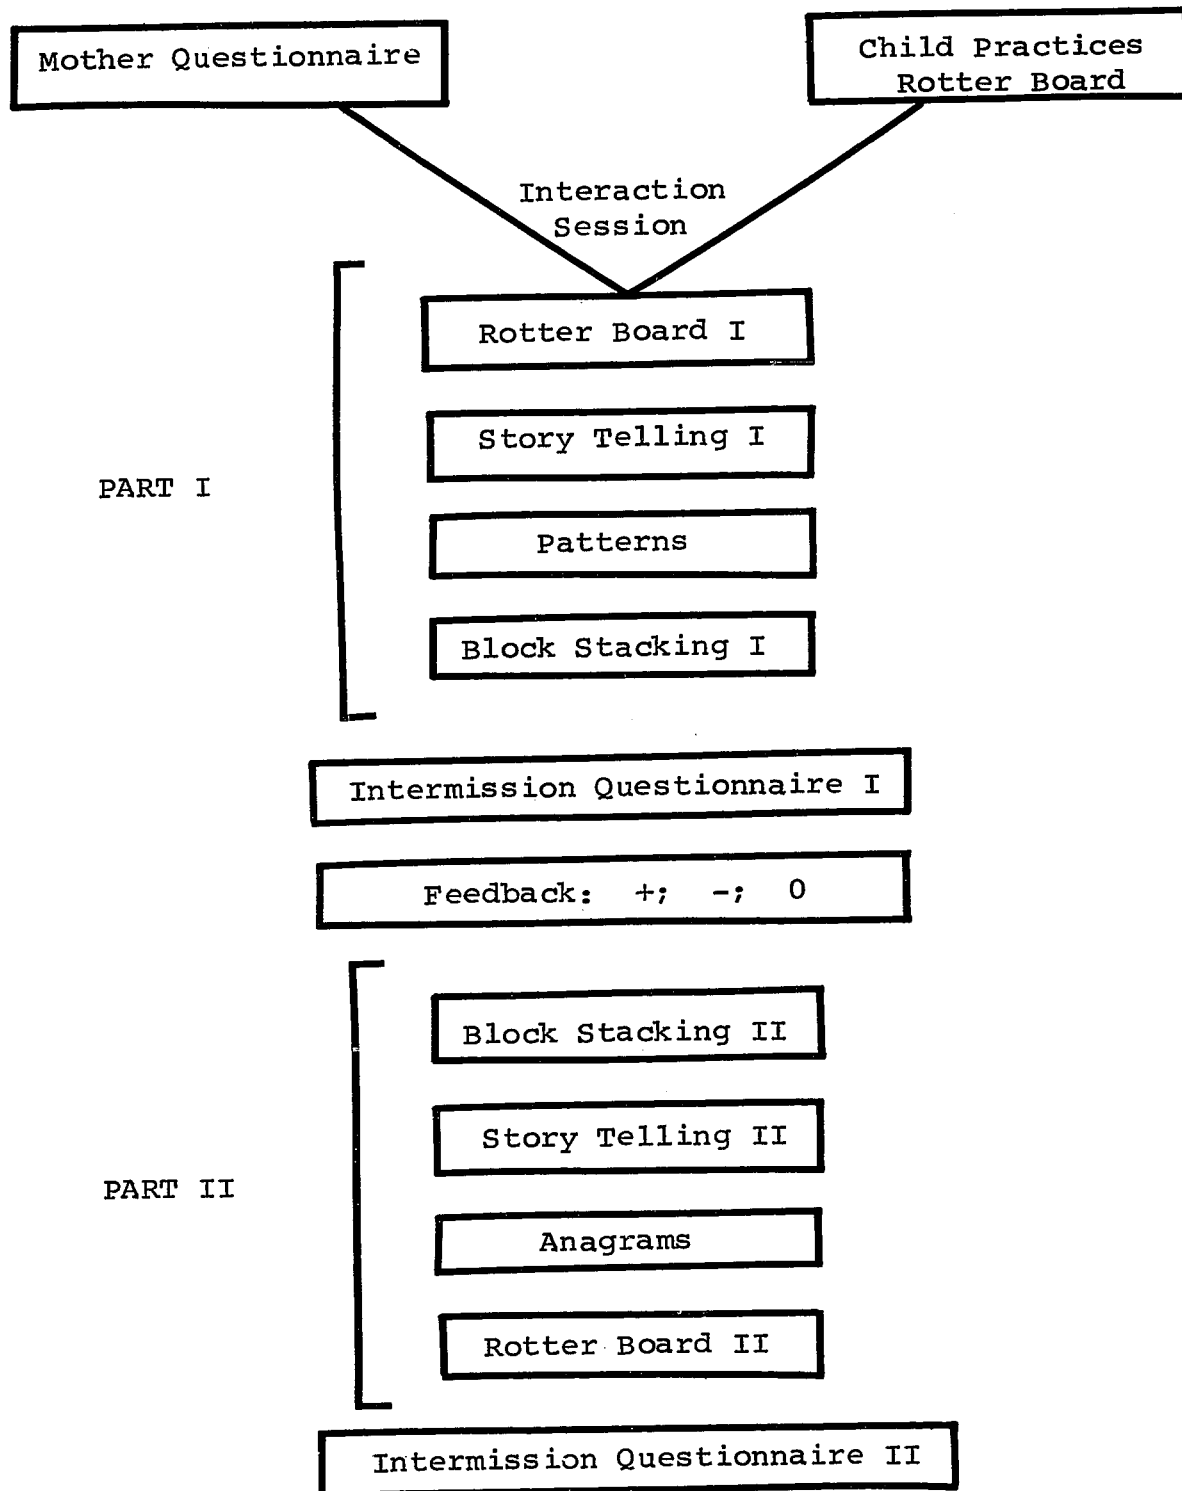 Mother Questionnaire
Child Practices
Rotter Board
Interaction
Session
Rotter Board I
Story Telling I
PART I
Patterns
Block Stacking I
Intermission Questionnaire I
Feedback: +; -; 0
Block Stacking II
Story Telling II
PART II
Anagrams
Rotter Board II
Intermission Questionnaire II